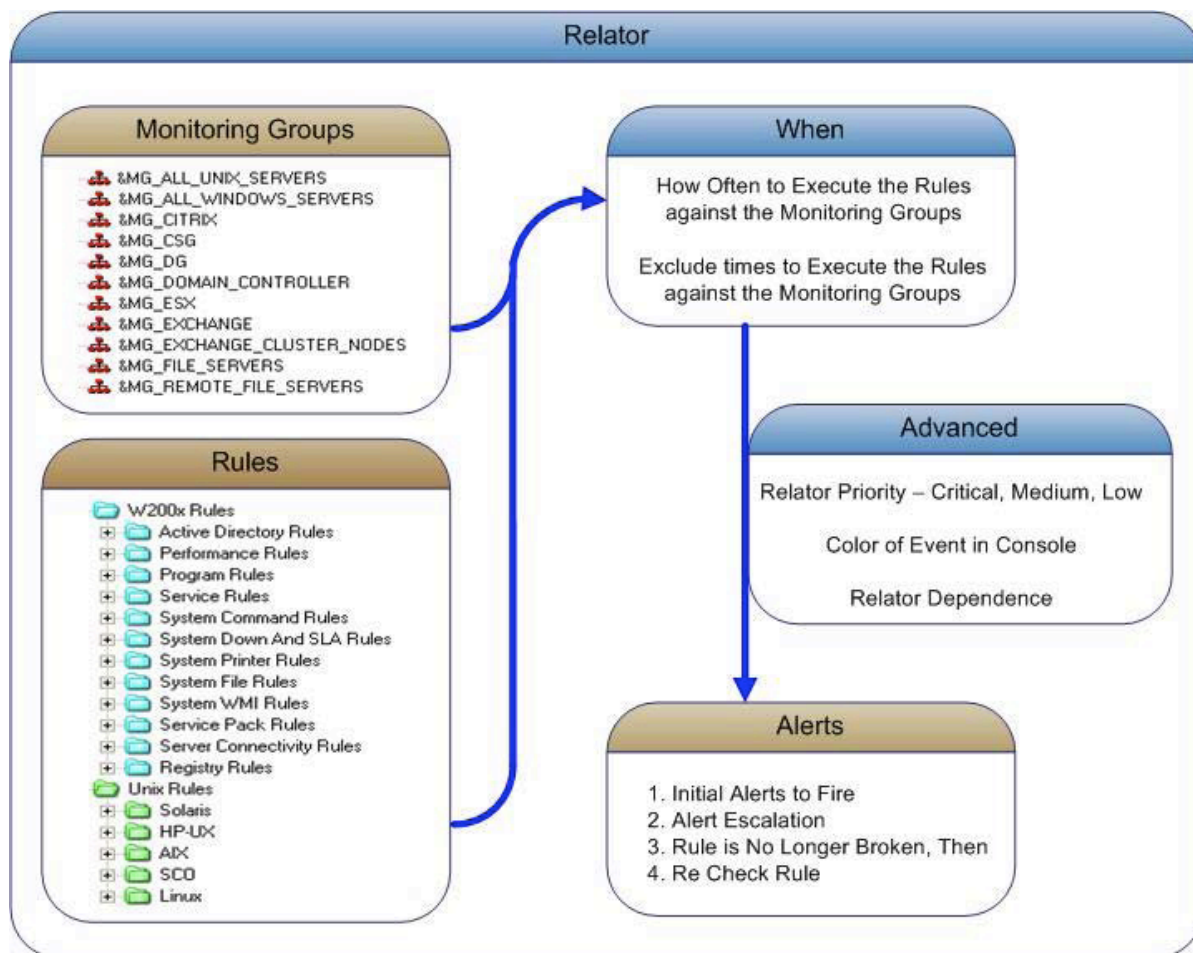 Relator
Monitoring Groups
&MG_ALL_UNIX_SERVERS
&MG_ALL_WINDOWS_SERVERS
&MG_CITRIX
&MG_CSG
&MG_DG
&MG_DOMAIN_CONTROLLER
&MG_ESX
&MG_EXCHANGE
&MG_EXCHANGE_CLUSTER_NODES
&MG_FILE_SERVERS
&MG_REMOTE_FILE_SERVERS
Rules
W200x Rules
Active Directory Rules
Performance Rules
Program Rules
Service Rules
System Command Rules
System Down And SLA Rules
System Printer Rules
System File Rules
System WMI Rules
Service Pack Rules
Server Connectivity Rules
Registry Rules
Unix Rules
Solaris
HP-UX
AIX
SCO
Linux
When
How Often to Execute the Rules
against the Monitoring Groups
Exclude times to Execute the Rules
against the Monitoring Groups
Advanced
Relator Priority – Critical, Medium, Low
Color of Event in Console
Relator Dependence
Alerts
1. Initial Alerts to Fire
2. Alert Escalation
3. Rule is No Longer Broken, Then
4. Re Check Rule